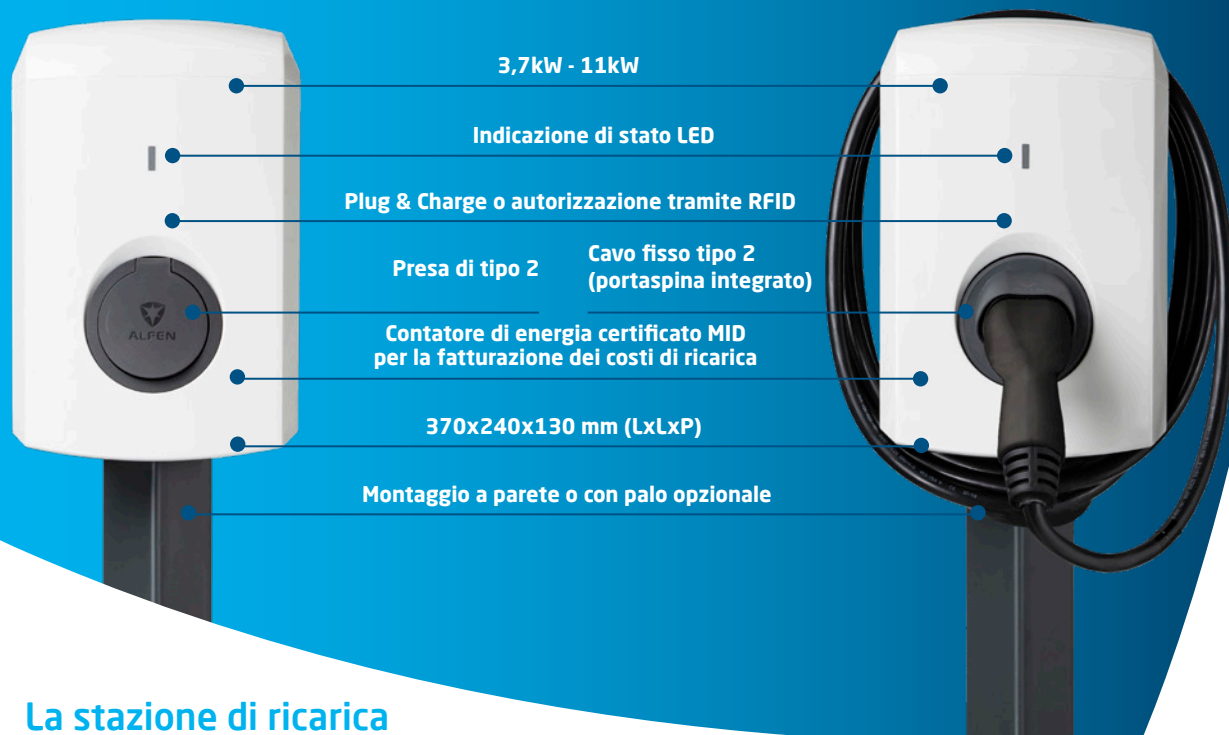 3,7kW - 11kW
Indicazione di stato LED
Plug & Charge o autorizzazione tramite RFID
Presa di tipo 2
Cavo fisso tipo 2
(portaspina integrato)
ALFEN
Contatore di energia certificato MID
per la fatturazione dei costi di ricarica
370x240x130 mm (LxLxP)
Montaggio a parete o con palo opzionale
La stazione di ricarica